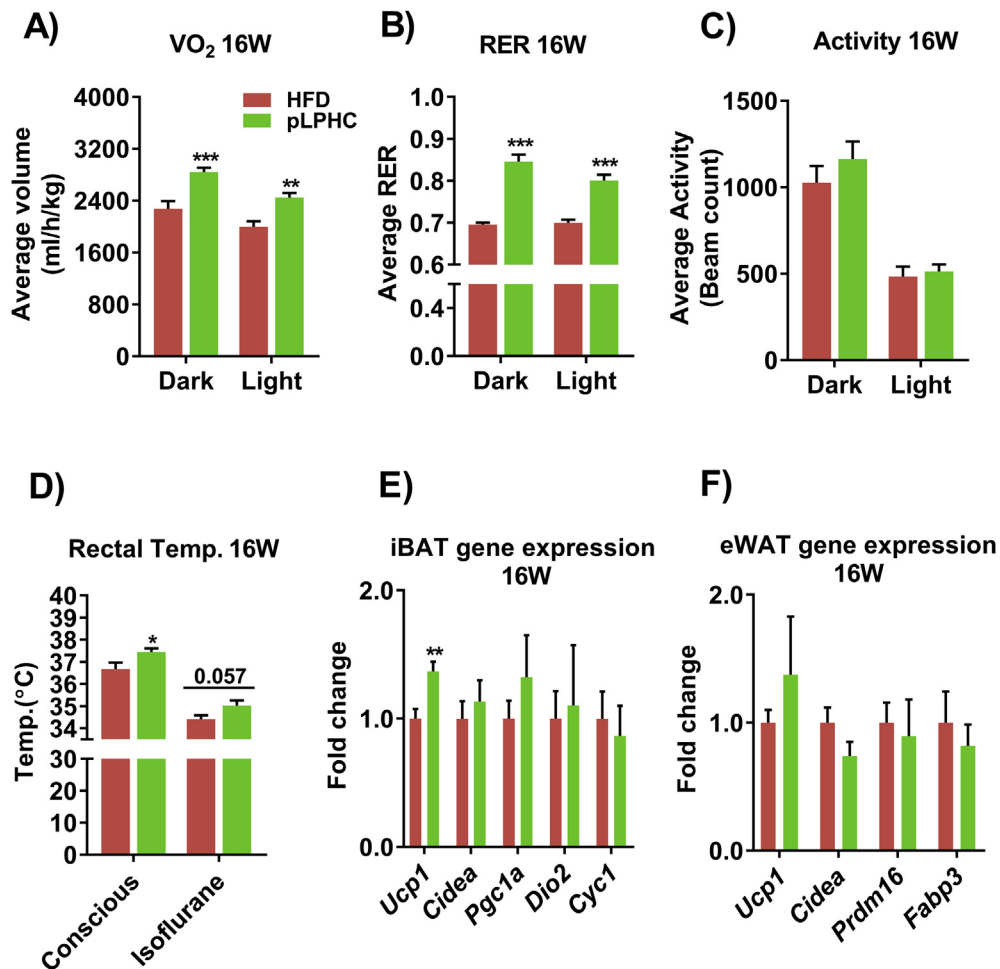 A)
VO2 16W
Average volume
(ml/h/kg)
4000
3200
2400
1600
800
0
HFD
pLPHC
***
**
Dark
Light
B)
RER 16W
Average RER
1.0
0.9
0.8
0.7
0.6
0.4
0.2
0.0
***
***
Dark
Light
C)
Activity 16W
Average Activity
(Beam count)
1500
1000
500
0
Dark
Light
D)
Rectal Temp. 16W
Temp.(°C)
40
39
38
37
36
35
34
30
20
10
0
*
0.057
Conscious
Isoflurane
E)
iBAT gene expression
16W
Fold change
2.0
1.0
0.0
**
Ucp1
Cidea
Pgc1a
Dio2
Cyc1
F)
eWAT gene expression
16W
Fold change
2.0
1.0
0.0
Ucp1
Cidea
Prdm16
Fabp3